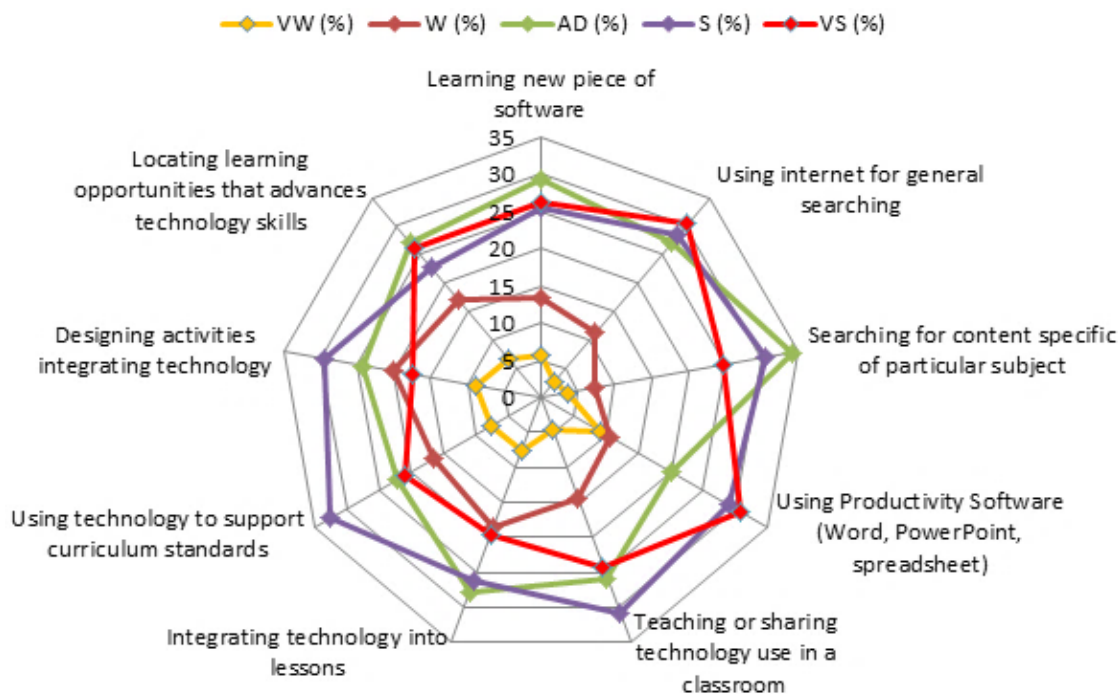 VW (%) W (%) AD (%) S (%) VS (%)
Learning new piece of
software
Using internet for general
searching
Searching for content specific
of particular subject
Using Productivity Software
(Word, PowerPoint,
spreadsheet)
Teaching or sharing
technology use in a
classroom
Integrating technology into
lessons
Using technology to support
curriculum standards
Designing activities
integrating technology
Locating learning
opportunities that advances
technology skills
35
30
25
20
15
10
5
0